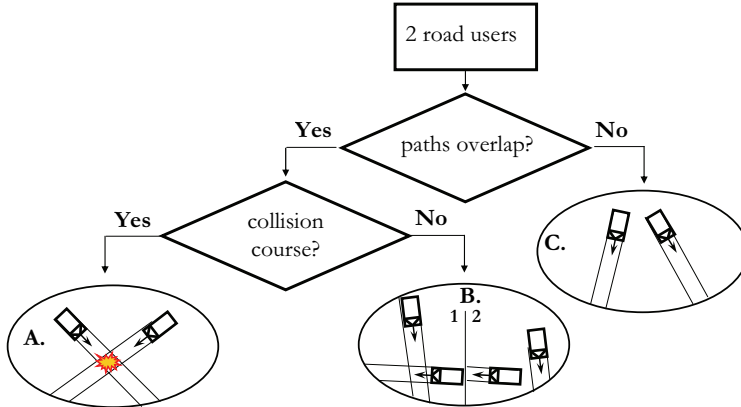 2 road users
Yes
paths overlap?
No
Yes
collision
course?
No
C.
A.
B.
1 2